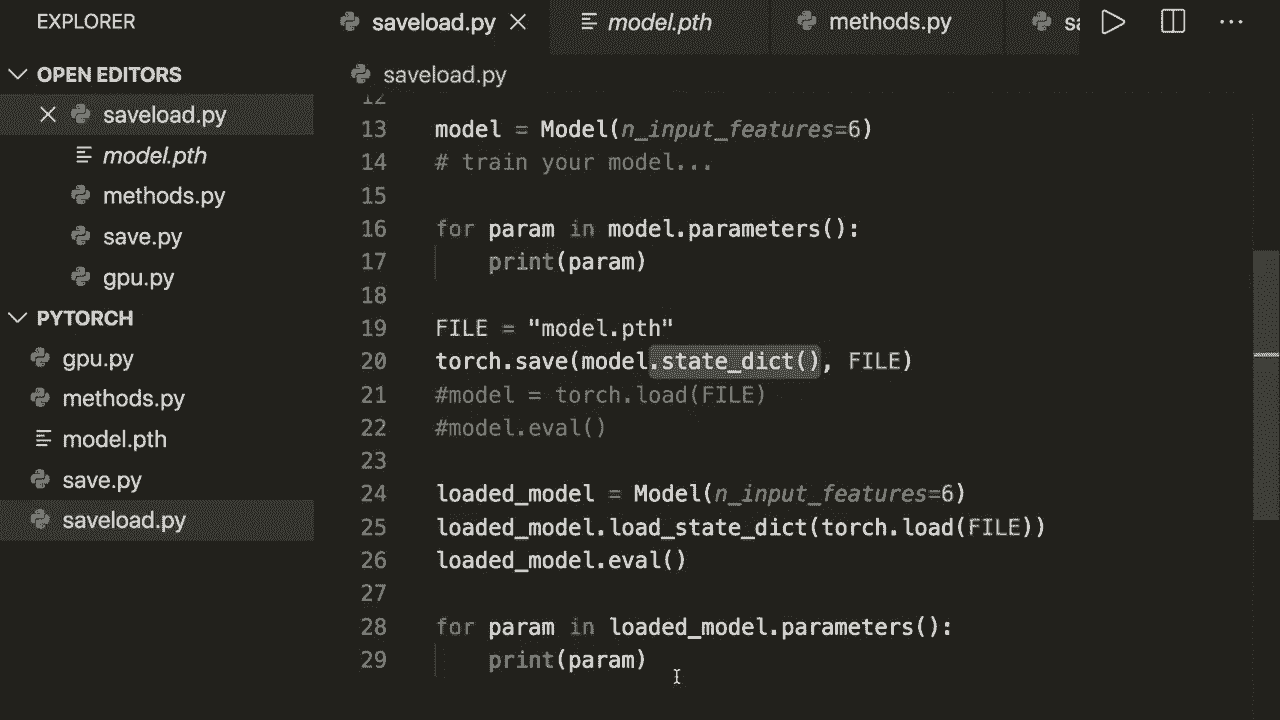 EXPLORER
OPEN EDITORS
saveload.py
model.pth
methods.py
save.py
gpu.py
PYTORCH
gpu.py
methods.py
model.pth
save.py
saveload.py
saveload.py model.pth methods.py sa
saveload.py
12
13 model = Model(n_input_features=6)
14 # train your model...
15
16 for param in model.parameters():
17 print(param)
18
19 FILE = "model.pth"
20 torch.save(model.state_dict(), FILE)
21 #model = torch.load(FILE)
22 #model.eval()
23
24 loaded_model = Model(n_input_features=6)
25 loaded_model.load_state_dict(torch.load(FILE))
26 loaded_model.eval()
27
28 for param in loaded_model.parameters():
29 print(param)